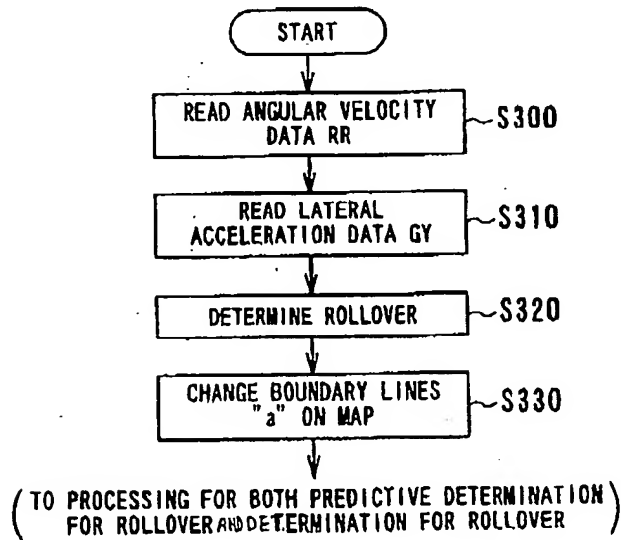 START
READ ANGULAR VELOCITY
DATA RR
S300
READ LATERAL
ACCELERATION DATA GY
S310
DETERMINE ROLLOVER
S320
CHANGE BOUNDARY LINES
"a" ON MAP
S330
(TO PROCESSING FOR BOTH PREDICTIVE DETERMINATION
FOR ROLLOVER AND DETERMINATION FOR ROLLOVER)